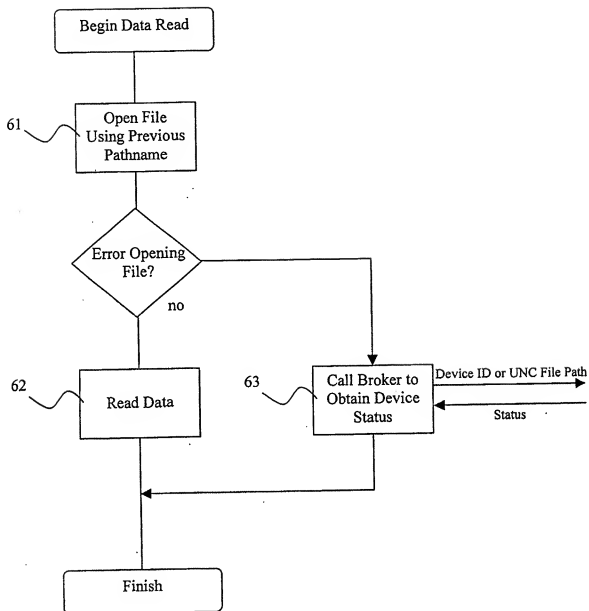 Begin Data Read
61
Open File
Using Previous
Pathname
Error Opening
File?
no
62
Read Data
63
Call Broker to
Obtain Device
Status
Device ID or UNC File Path
Status
Finish